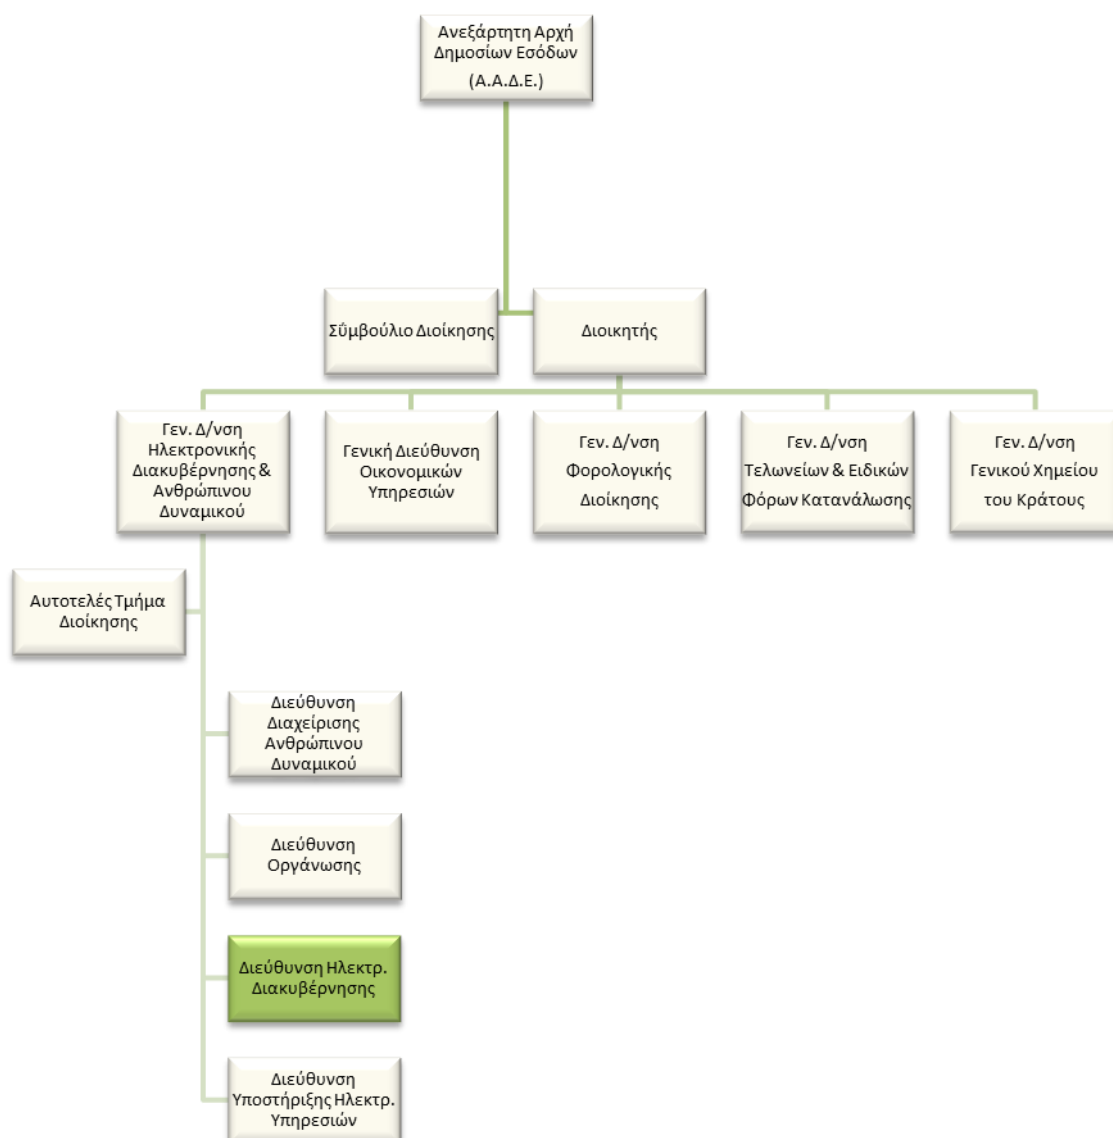 Ανεξάρτητη Αρχή
Δημοσίων Εσόδων
(Α.Α.Δ.Ε.)
Σΰμβούλιο Διοίκησης
Διοικητής
Γεν. Δ/νση
Ηλεκτρονικής
Διακυβέρνησης &
Ανθρώπινου
Δυναμικού
Γενική Διεύθυνση
Οικονομικών
Υπηρεσιών
Γεν. Δ/νση
Φορολογικής
Διοίκησης
Γεν. Δ/νση
Τελωνείων & Ειδικών
Φόρων Κατανάλωσης
Γεν. Δ/νση
Γενικού Χημείου
του Κράτους
Αυτοτελές Τμήμα
Διοίκησης
Διεύθυνση
Διαχείρισης
Ανθρώπινου
Δυναμικού
Διεύθυνση
Οργάνωσης
Διεύθυνση Ηλεκτρ.
Διακυβέρνησης
Διεύθυνση
Υποστήριξης Ηλεκτρ.
Υπηρεσιών